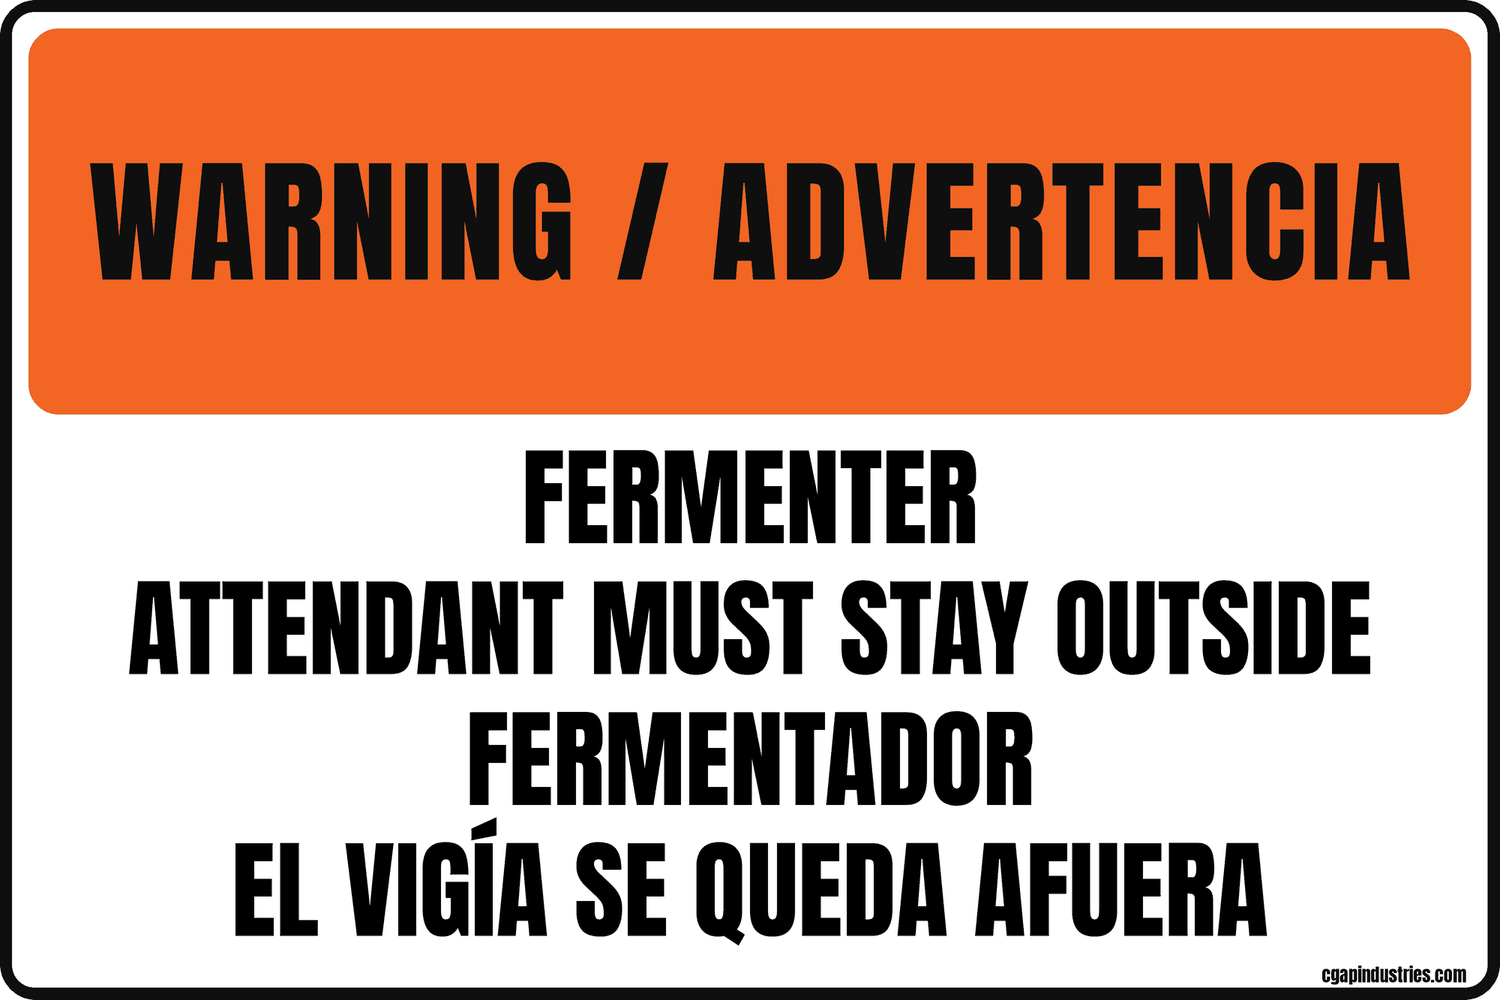 WARNING / ADVERTENCIA
FERMENTER
ATTENDANT MUST STAY OUTSIDE
FERMENTADOR
EL VIGÍA SE QUEDA AFUERA
cgapindustries.com